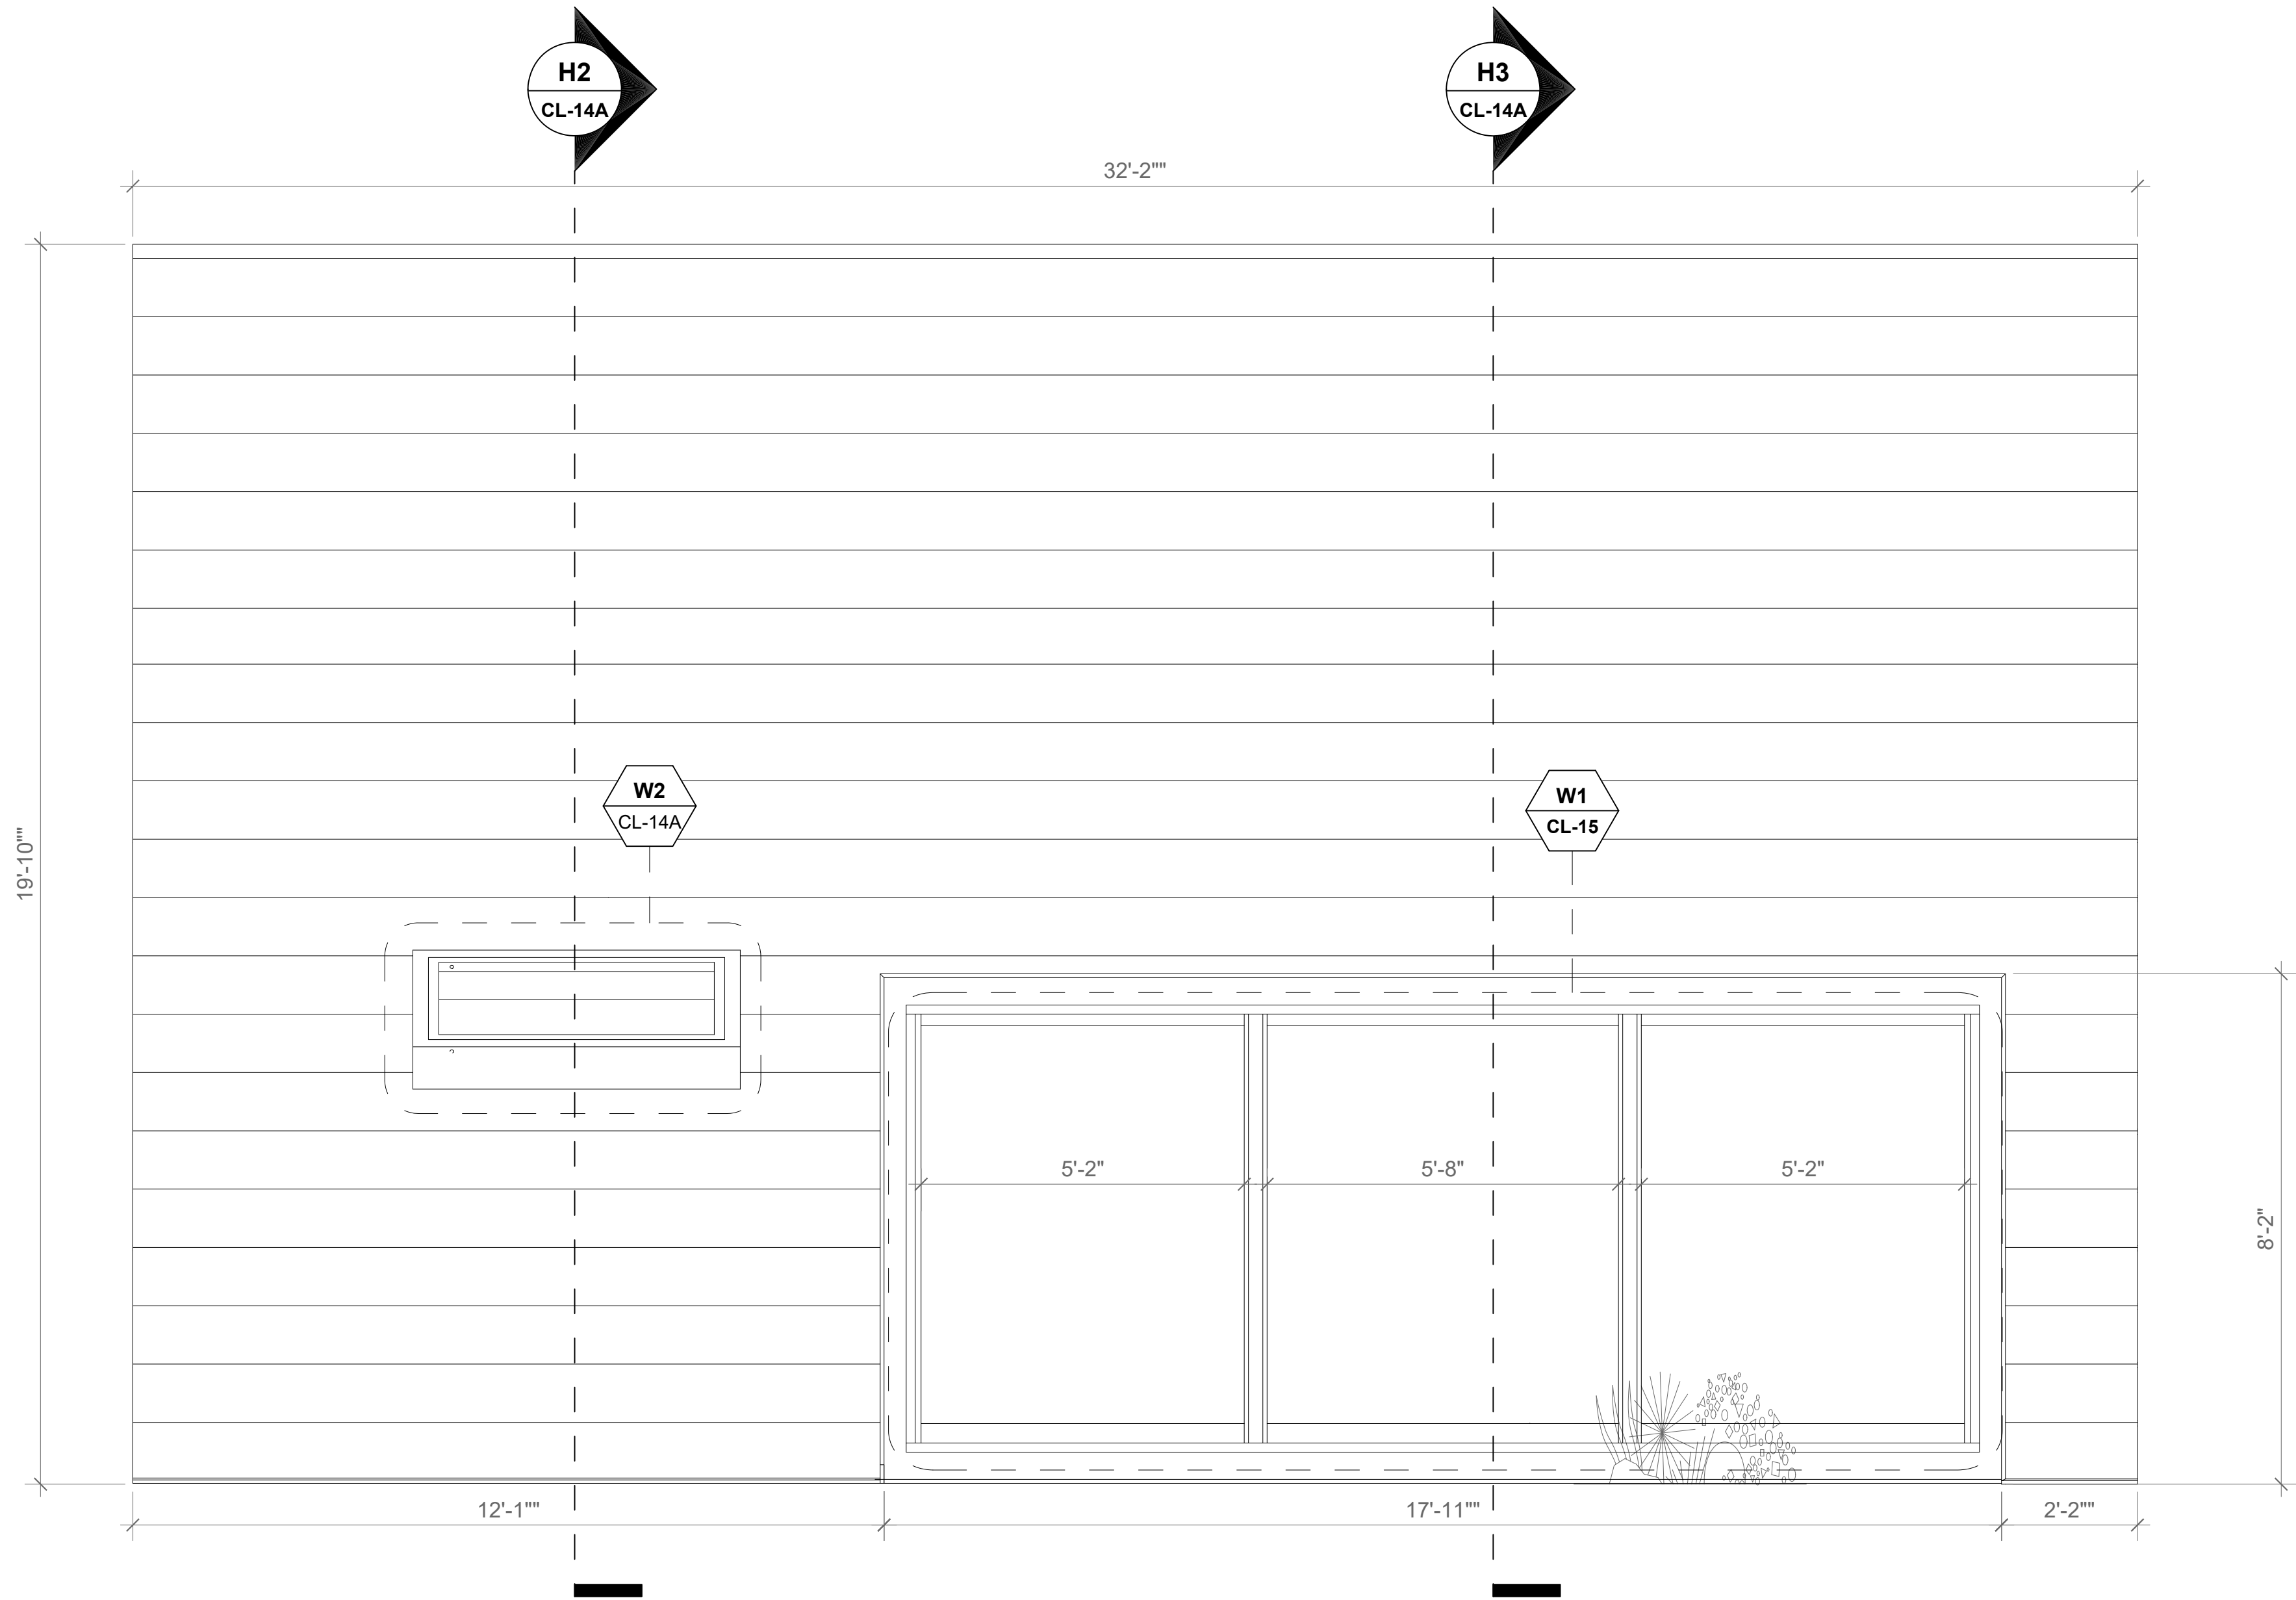 H2
CL-14A
H3
CL-14A
32'-2""
19'-10""
W2
CL-14A
W1
CL-15
5'-2"
5'-8"
5'-2"
8'-2"
12'-1""
17'-11""
2'-2""